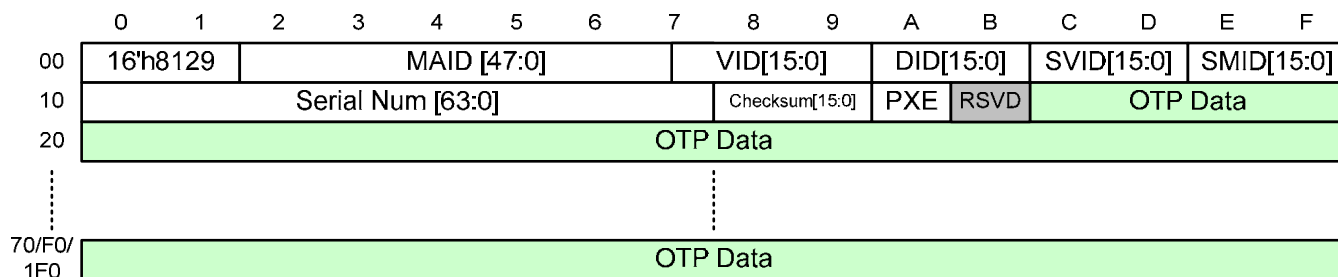 0 1 2 3 4 5 6 7 8 9 A B C D E F
00 16'h8129 MAID [47:0] VID[15:0] DID[15:0] SVID[15:0] SMID[15:0]
10 Serial Num [63:0] Checksum[15:0] PXE RSVD OTP Data
20 OTP Data
70/F0/
1F0 OTP Data